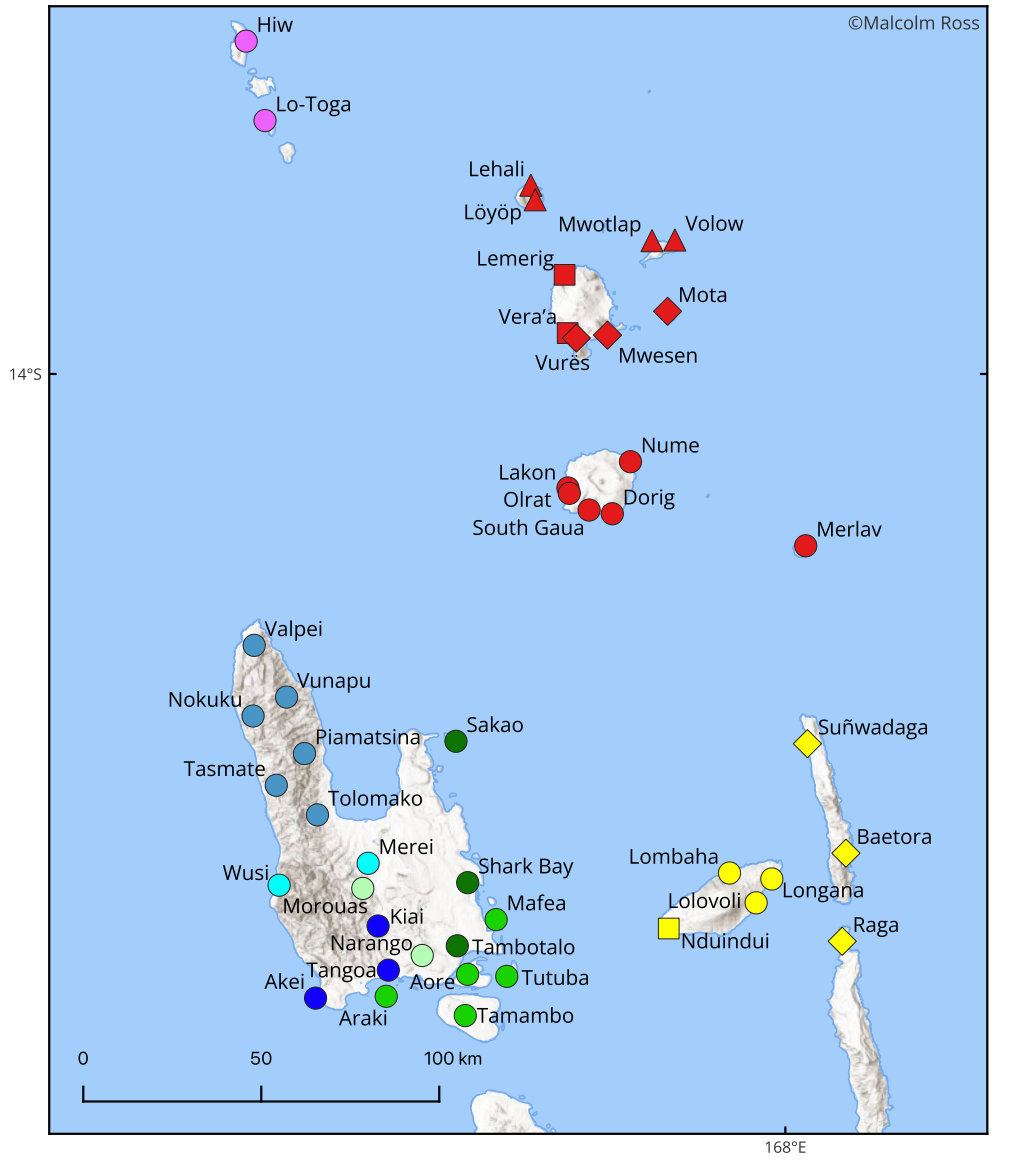 ©Malcolm Ross
Hiw
Lo-Toga
Lehali
Löyöp
Mwotlap
Volow
Lemerig
Mota
Vera’a
Vurës
Mwesen
14°S
Nume
Lakon
Olrat
Dorig
South Gaua
Merlav
Valpei
Vunapu
Nokuku
Sakao
Suñwadaga
Piamatsina
Tasmate
Tolomako
Baetora
Merei
Lombaha
Shark Bay
Wusi
Longana
Lolovoli
Morouas
Mafea
Kiai
Raga
Narango
Tambotalo
Nduindui
Tangoa
Akei
Aore
Tutuba
Araki
Tamambo
0 50 100 km
168°E